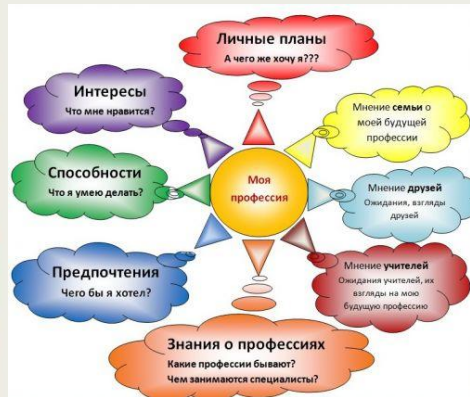 Личные планы
А чего же хочу я???
Интересы
Что мне нравится?
Мнение семьи о
моей будущей
профессии
Способности
Что я умею делать?
Моя
профессия
Мнение друзей
Ожидания, взгляды
друзей
Предпочтения
Чего бы я хотел?
Мнение учителей
Ожидания учителей, их
взгляды на мою
будущую профессию
Знания о профессиях
Какие профессии бывают?
Чем занимаются специалисты?